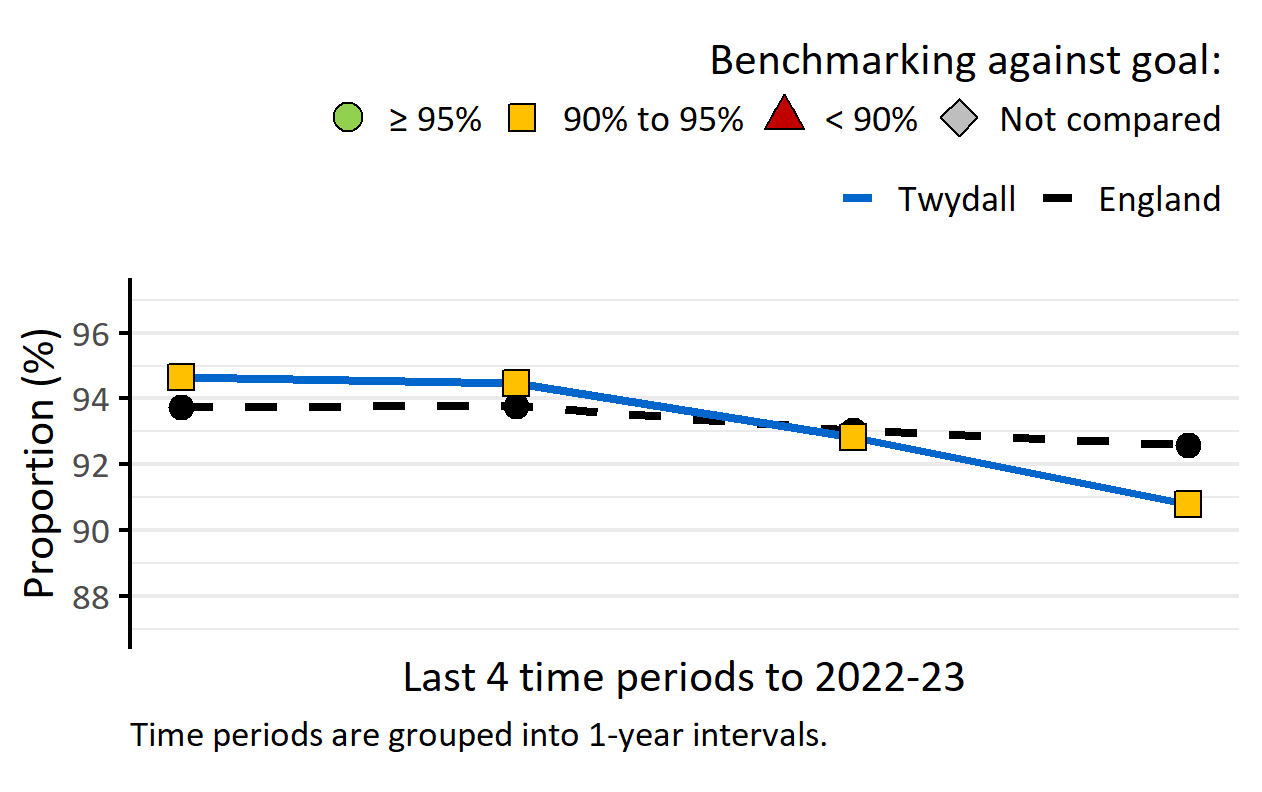 Benchmarking against goal:
≥ 95% 90% to 95% < 90% Not compared
Twydall England
Proportion (%)
96
94
92
90
88
Last 4 time periods to 2022-23
Time periods are grouped into 1-year intervals.